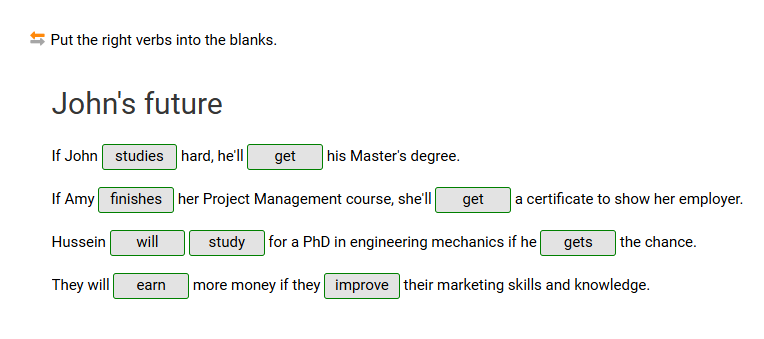 Put the right verbs into the blanks.
John's future
If John studies hard, he'll get his Master's degree.
If Amy finishes her Project Management course, she'll get a certificate to show her employer.
Hussein will study for a PhD in engineering mechanics if he gets the chance.
They will earn more money if they improve their marketing skills and knowledge.